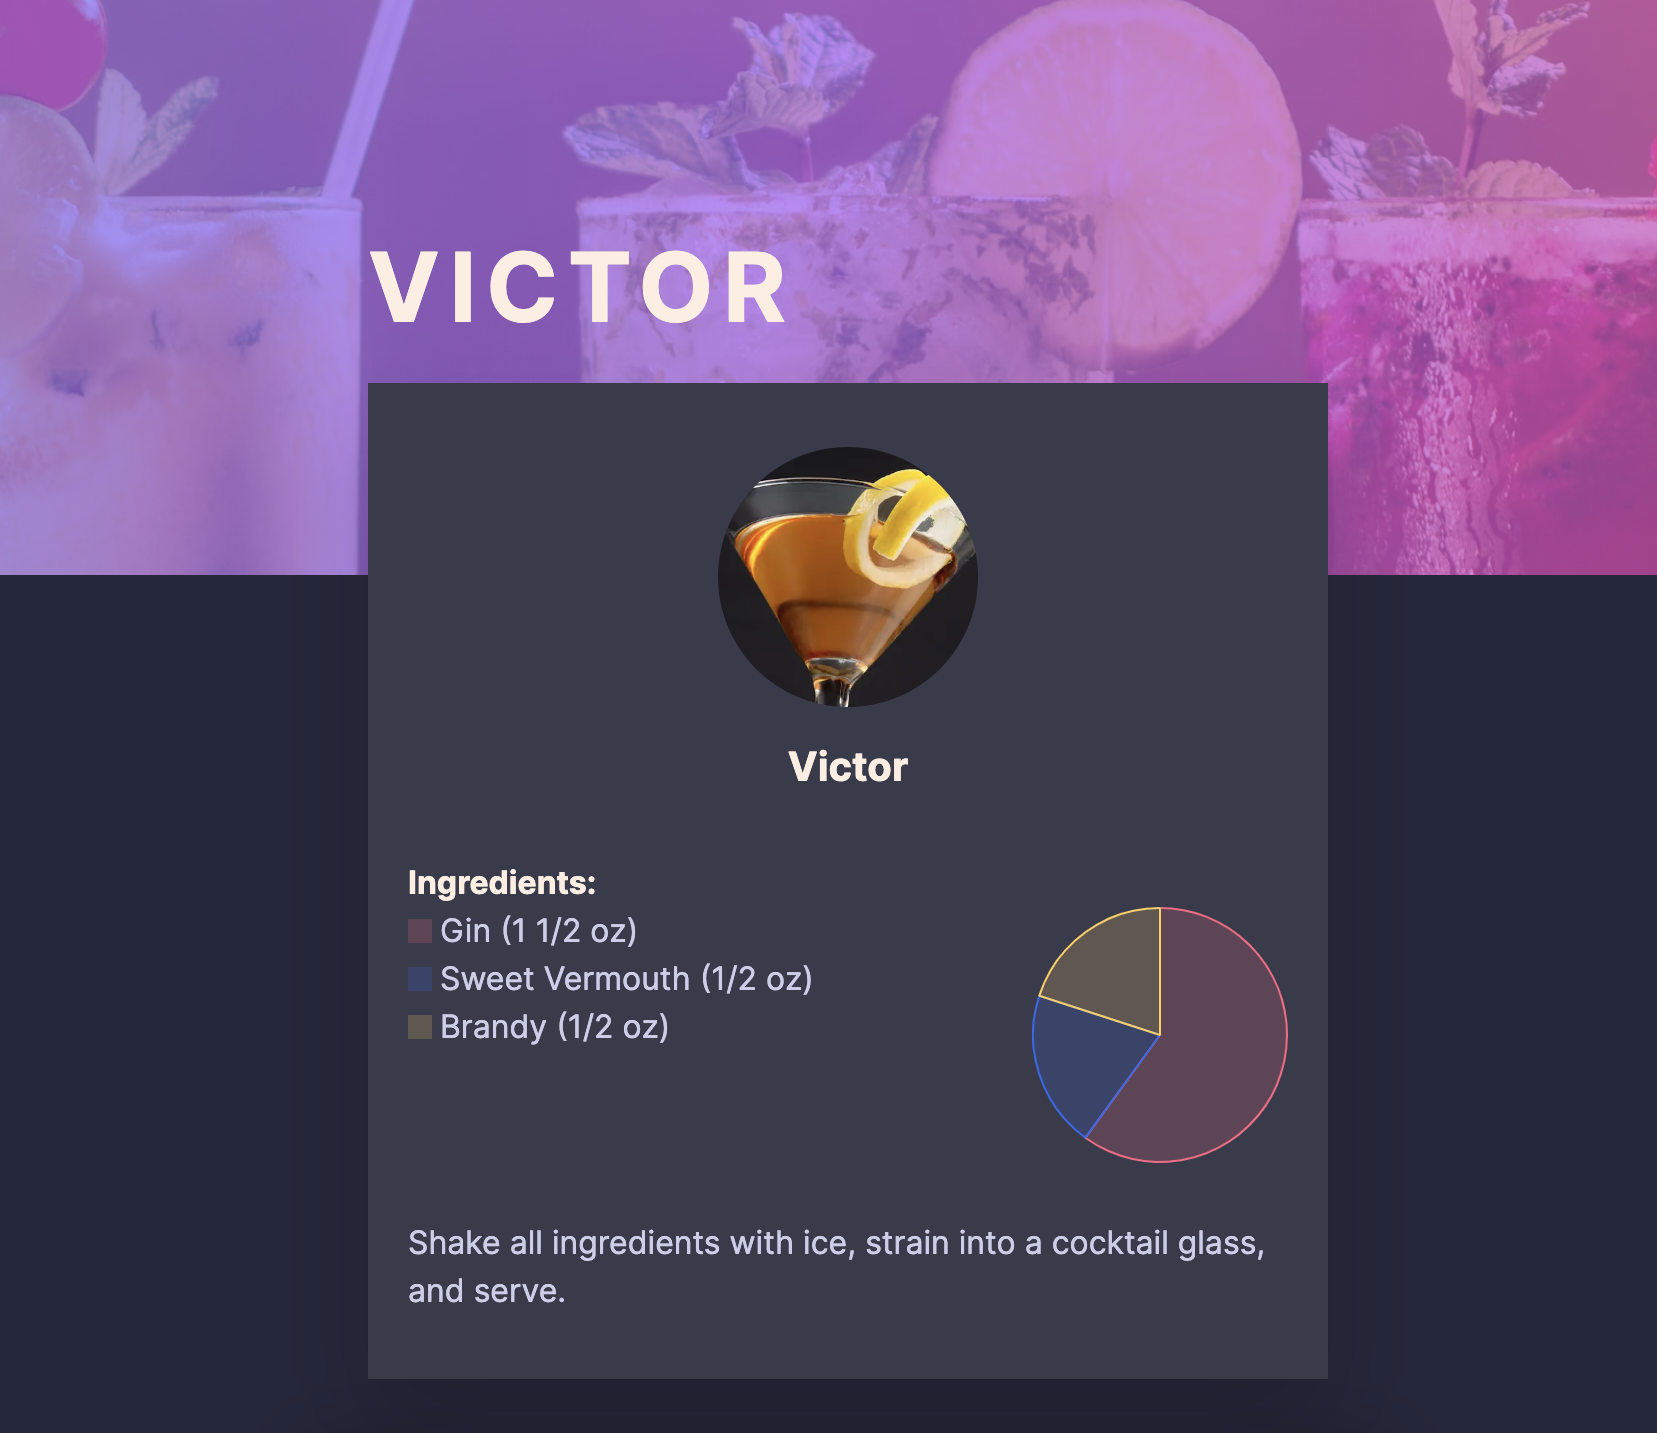 VICTOR
Victor
Ingredients:
Gin (1 1/2 oz)
Sweet Vermouth (1/2 oz)
Brandy (1/2 oz)
Shake all ingredients with ice, strain into a cocktail glass,
and serve.